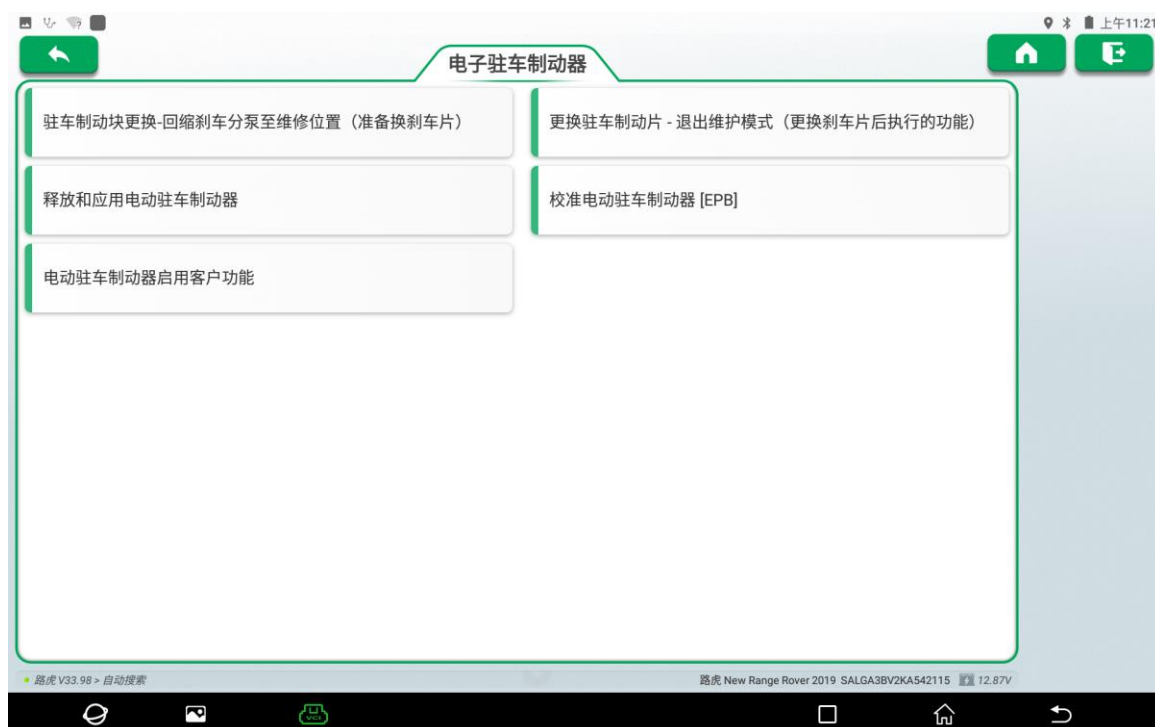 上午11:21
电子驻车制动器
驻车制动块更换-回缩刹车分泵至维修位置（准备换刹车片）
更换驻车制动片 - 退出维护模式（更换刹车片后执行的功能）
释放和应用电动驻车制动器
校准电动驻车制动器 [EPB]
电动驻车制动器启用客户功能
路虎 V33.98 > 自动搜索
路虎 New Range Rover 2019 SALGA3BV2KA542115 12.87V
VCI